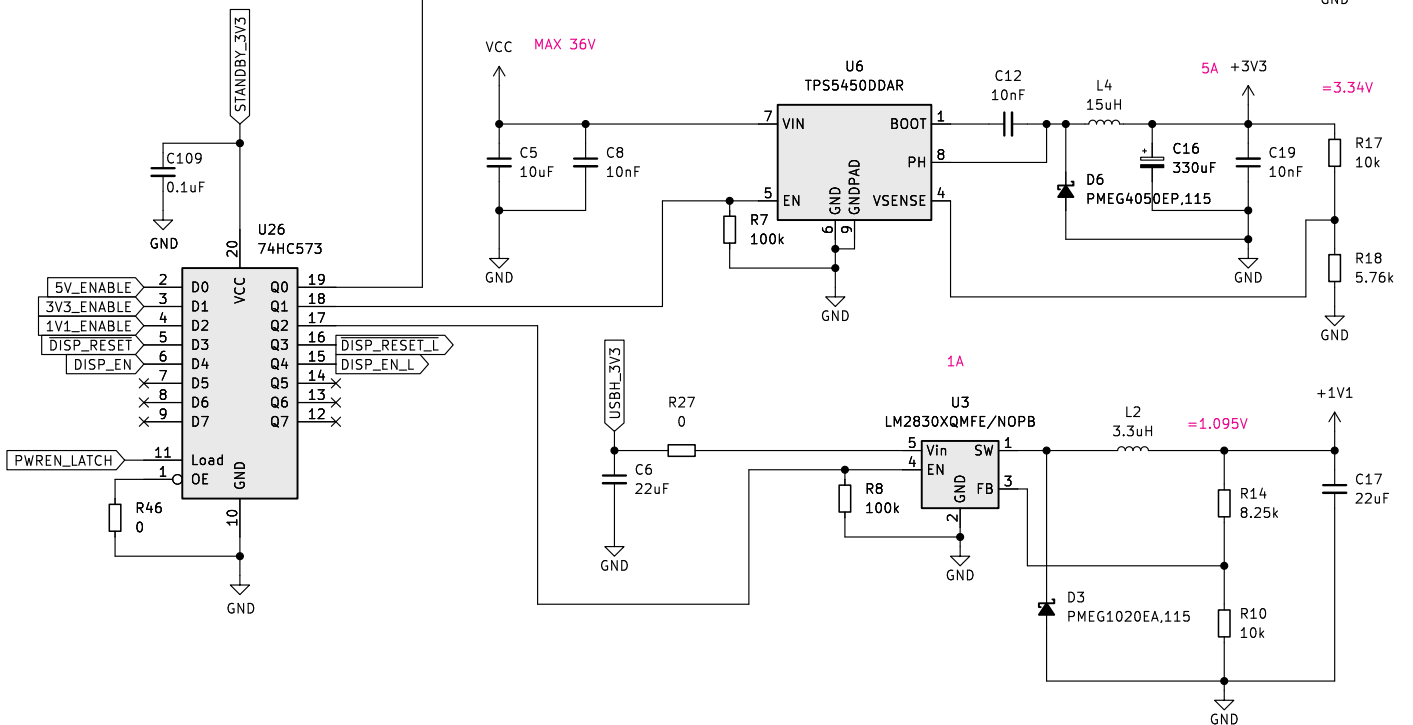 GND
STANDBY_3V3
VCC
MAX 36V
U6
TPS5450DDAR
C12
10nF
L4
15uH
5A
+3V3
=3.34V
7
VIN
BOOT
1
PH
8
5
EN
VSENSE
4
GND
GNDPAD
6
9
C5
10uF
C8
10nF
R7
100k
GND
GND
D6
PMEG4050EP,115
C16
330uF
C19
10nF
GND
R17
10k
R18
5.76k
GND
C109
0.1uF
GND
U26
74HC573
20
VCC
5V_ENABLE
2
D0
Q0
19
3V3_ENABLE
3
D1
Q1
18
1V1_ENABLE
4
D2
Q2
17
DISP_RESET
5
D3
Q3
16
DISP_RESET_L
DISP_EN
6
D4
Q4
15
DISP_EN_L
7
D5
Q5
14
8
D6
Q6
13
9
D7
Q7
12
PWREN_LATCH
11
Load
1
OE
GND
10
R46
0
GND
USBH_3V3
R27
0
C6
22uF
GND
1A
U3
LM2830XQMFE/NOPB
5
Vin
SW
1
4
EN
GND
FB
3
2
R8
100k
GND
L2
3.3uH
=1.095V
+1V1
R14
8.25k
C17
22uF
D3
PMEG1020EA,115
R10
10k
GND